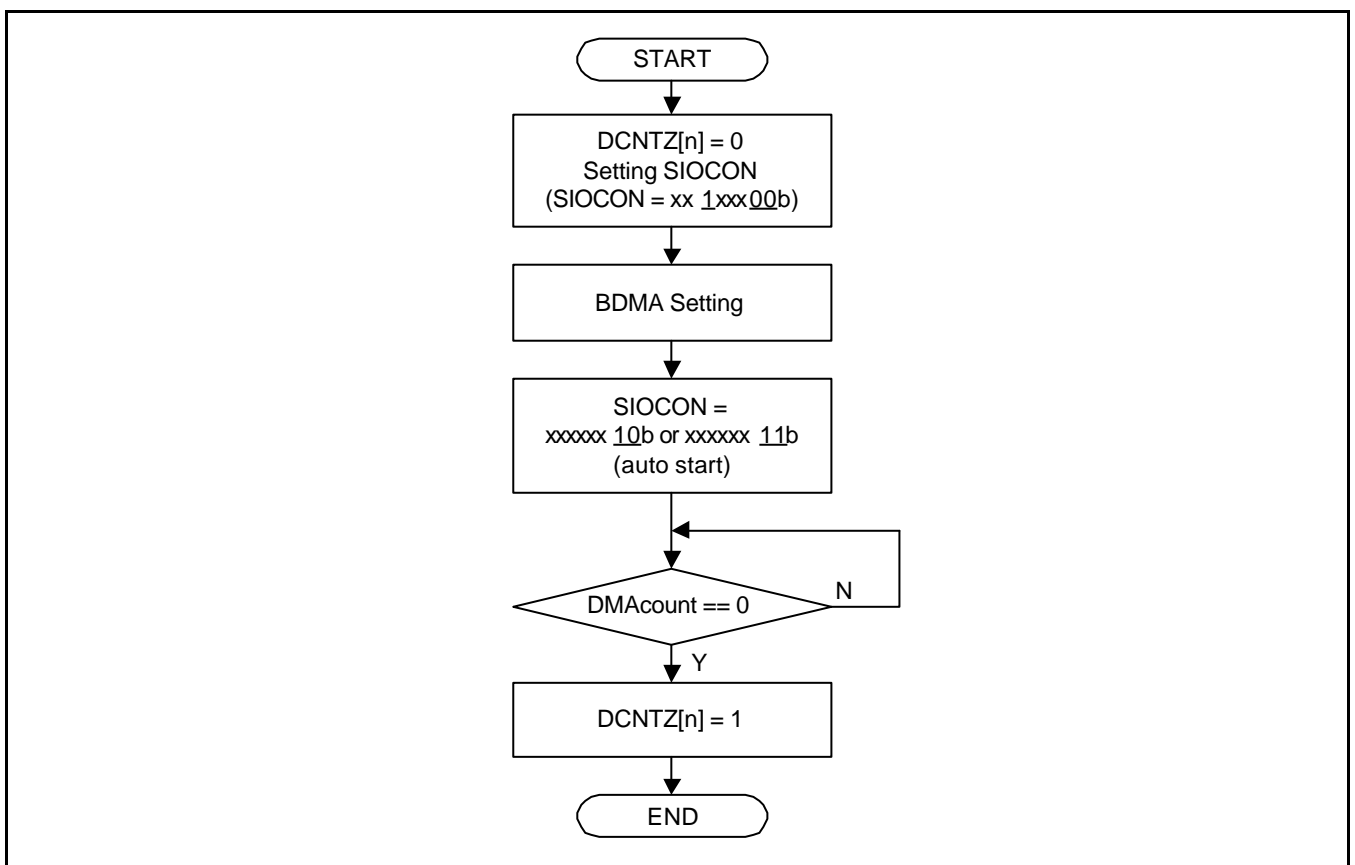 START
DCNTZ[n] = 0
Setting SIOCON
(SIOCON = xx 1xxx00b)
BDMA Setting
SIOCON =
xxxxxx 10b or xxxxxx 11b
(auto start)
DMAcount == 0
N
Y
DCNTZ[n] = 1
END